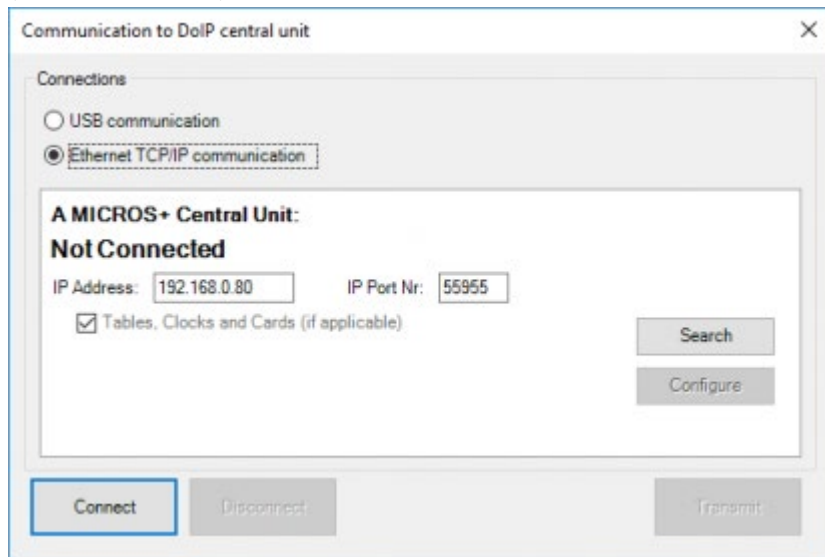 Communication to DoIP central unit
Connections
USB communication
Ethernet TCP/IP communication
A MICROS+ Central Unit:
Not Connected
IP Address: 192.168.0.80 IP Port Nr: 55955
Tables, Clocks and Cards (if applicable)
Search
Configure
Connect Disconnect Transmit